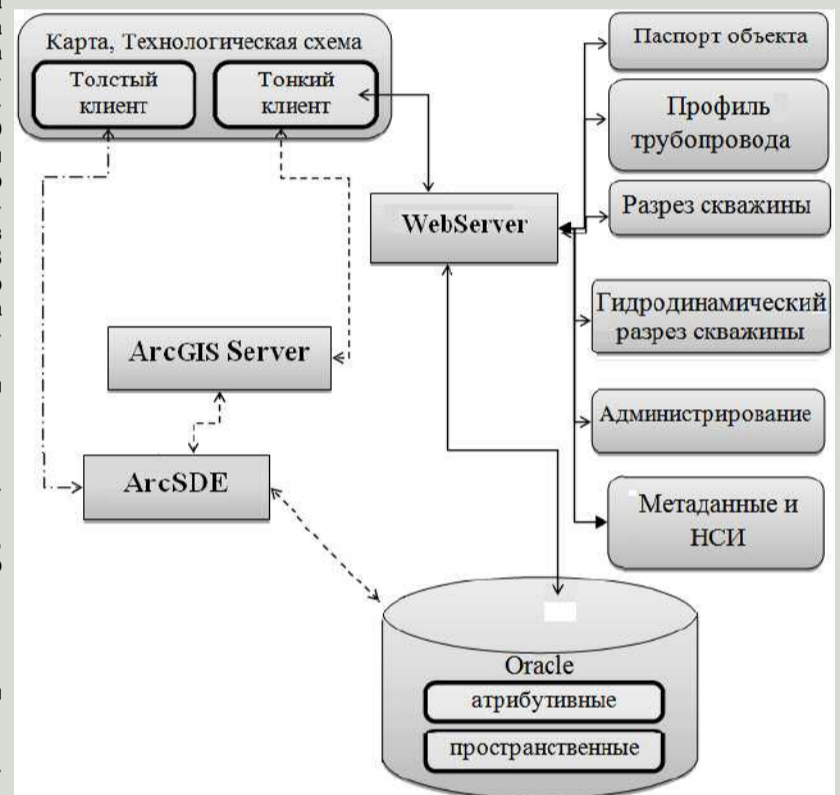 Карта, Технологическая схема
Толстый
клиент
Тонкий
клиент
WebServer
ArcGIS Server
ArcSDE
Паспорт объекта
Профиль
трубопровода
Разрез скважины
Гидродинамический
разрез скважины
Администрирование
Метаданные и
НСИ
Oracle
атрибутивные
пространственные